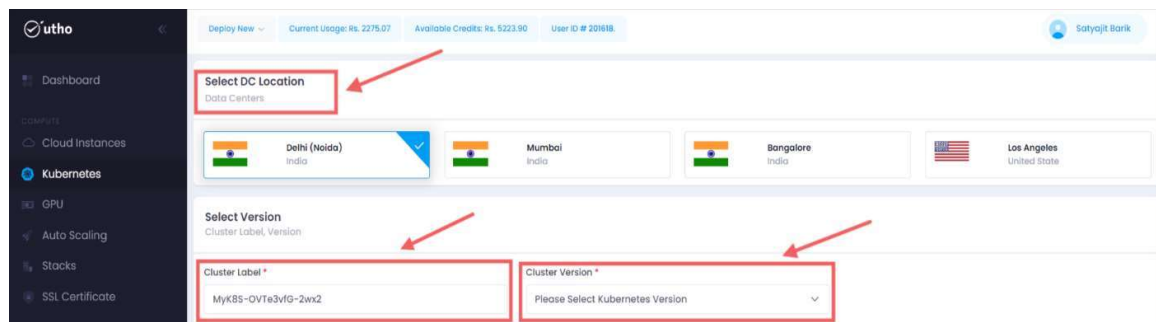 utho
Deploy New
Current Usage: Rs. 2275.07
Available Credits: Rs. 5223.90
User ID # 201618
Satyajit Barik
Dashboard
COMPUTE
Cloud Instances
Kubernetes
GPU
Auto Scaling
Stacks
SSL Certificate
Select DC Location
Data Centers
Delhi (Noida)
India
Mumbai
India
Bangalore
India
Los Angeles
United State
Select Version
Cluster Label, Version
Cluster Label *
MyK8S-OVTe3vfG-2wx2
Cluster Version *
Please Select Kubernetes Version